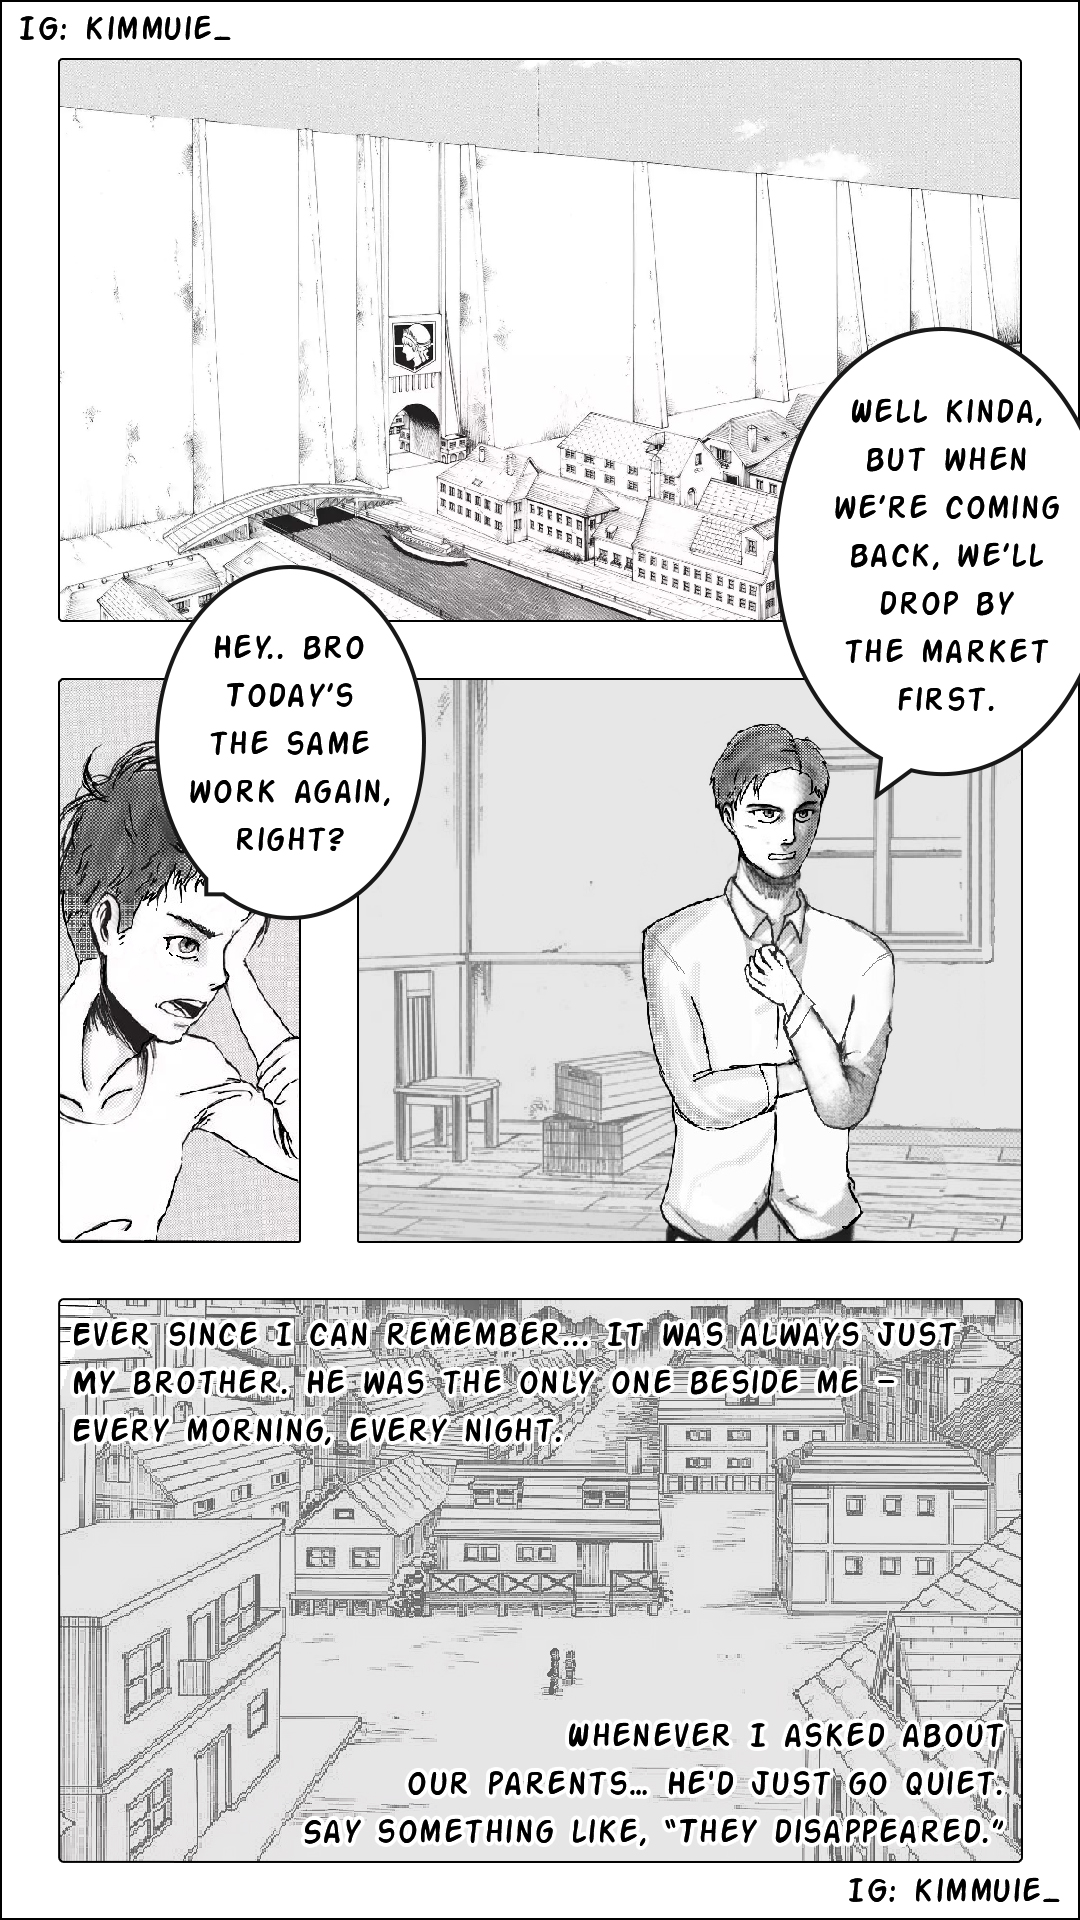 IG: KIMMUIE_
HEY.. BRO
TODAY'S
THE SAME
WORK AGAIN,
RIGHT?
WELL KINDA,
BUT WHEN
WE'RE COMING
BACK, WE'LL
DROP BY
THE MARKET
FIRST.
EVER SINCE I CAN REMEMBER... IT WAS ALWAYS JUST
MY BROTHER. HE WAS THE ONLY ONE BESIDE ME –
EVERY MORNING, EVERY NIGHT.
WHENEVER I ASKED ABOUT
OUR PARENTS... HE'D JUST GO QUIET.
SAY SOMETHING LIKE, “THEY DISAPPEARED.”
IG: KIMMUIE_